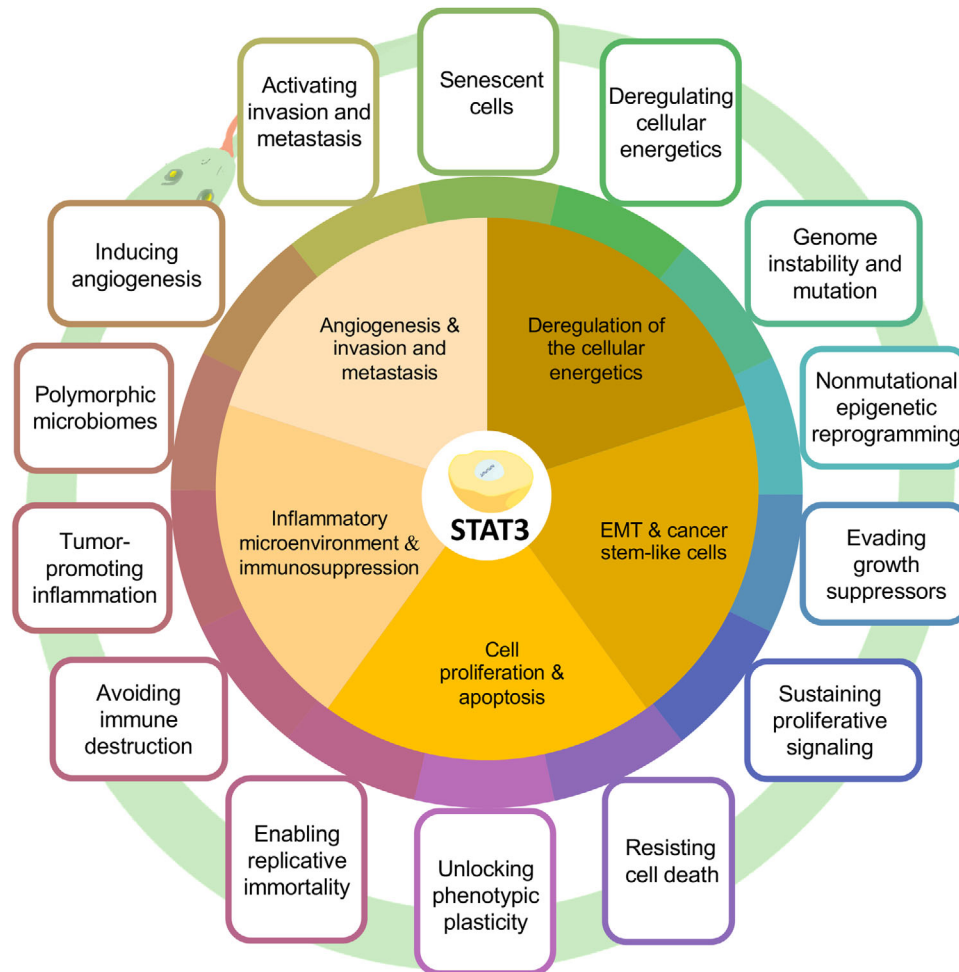 Activating
invasion and
metastasis
Senescent
cells
Deregulating
cellular
energetics
Genome
instability and
mutation
Nonmutational
epigenetic
reprogramming
Evading
growth
suppressors
Sustaining
proliferative
signaling
Resisting
cell death
Unlocking
phenotypic
plasticity
Enabling
replicative
immortality
Avoiding
immune
destruction
Tumor-
promoting
inflammation
Polymorphic
microbiomes
Inducing
angiogenesis
Angiogenesis &
invasion and
metastasis
Deregulation of
the cellular
energetics
EMT & cancer
stem-like cells
Cell
proliferation &
apoptosis
Inflammatory
microenvironment &
immunosuppression
STAT3